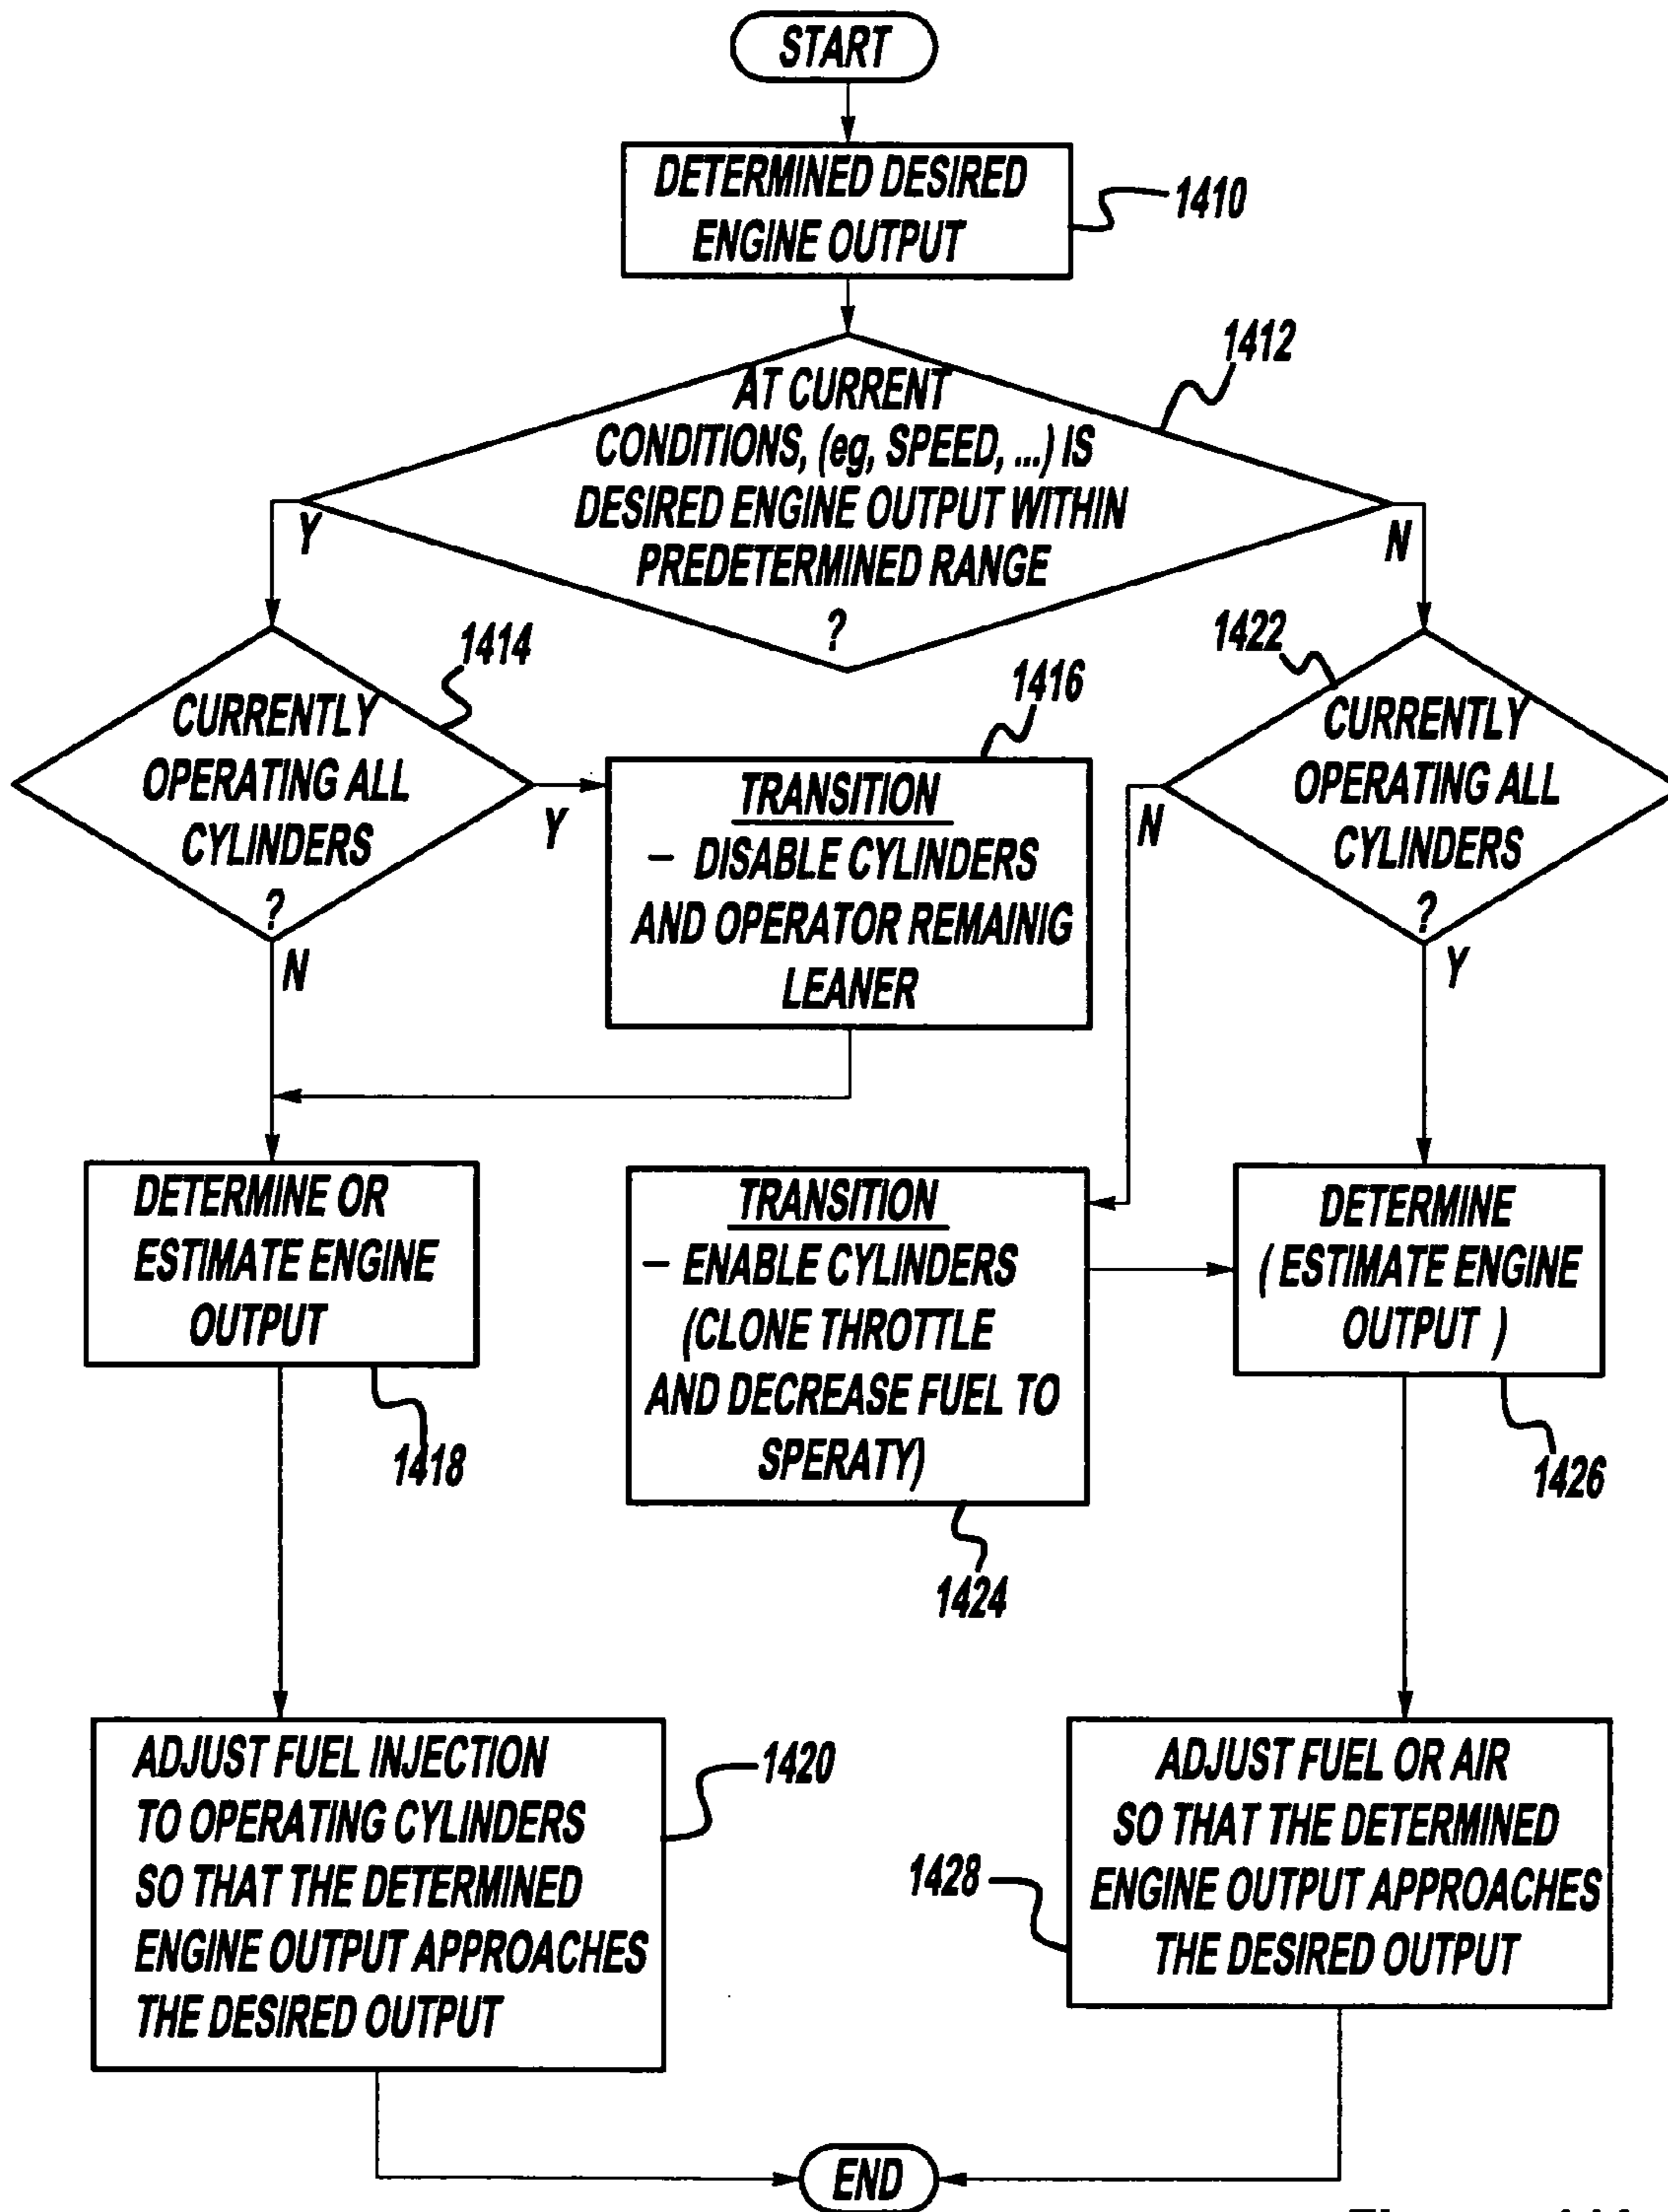 START
DETERMINED DESIRED
ENGINE OUTPUT
1410
AT CURRENT
CONDITIONS, (eg, SPEED, ...) IS
DESIRED ENGINE OUTPUT WITHIN
PREDETERMINED RANGE
?
1412
Y
N
CURRENTLY
OPERATING ALL
CYLINDERS
?
1414
Y
N
TRANSITION
– DISABLE CYLINDERS
AND OPERATOR REMAINIG
LEANER
1416
CURRENTLY
OPERATING ALL
CYLINDERS
?
1422
N
Y
DETERMINE OR
ESTIMATE ENGINE
OUTPUT
1418
TRANSITION
– ENABLE CYLINDERS
(CLONE THROTTLE
AND DECREASE FUEL TO
SPERATY)
1424
DETERMINE
( ESTIMATE ENGINE
OUTPUT )
1426
ADJUST FUEL INJECTION
TO OPERATING CYLINDERS
SO THAT THE DETERMINED
ENGINE OUTPUT APPROACHES
THE DESIRED OUTPUT
1420
ADJUST FUEL OR AIR
SO THAT THE DETERMINED
ENGINE OUTPUT APPROACHES
THE DESIRED OUTPUT
1428
END